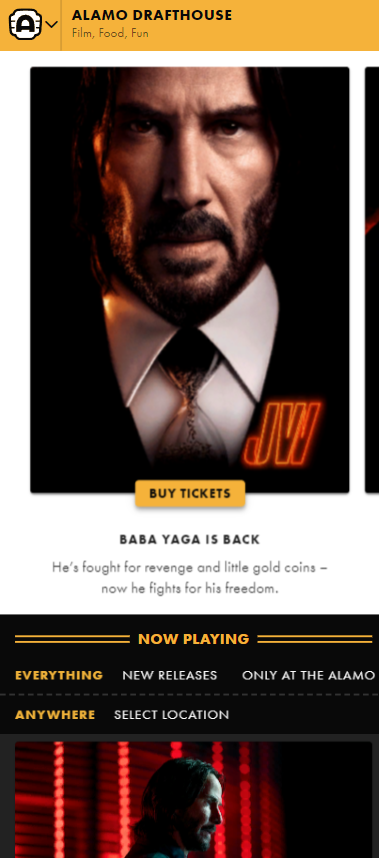 A
ALAMO DRAFTHOUSE
Film, Food, Fun
JW
BUY TICKETS
BABA YAGA IS BACK
He's fought for revenge and little gold coins –
now he fights for his freedom.
NOW PLAYING
EVERYTHING NEW RELEASES ONLY AT THE ALAMO
ANYWHERE SELECT LOCATION